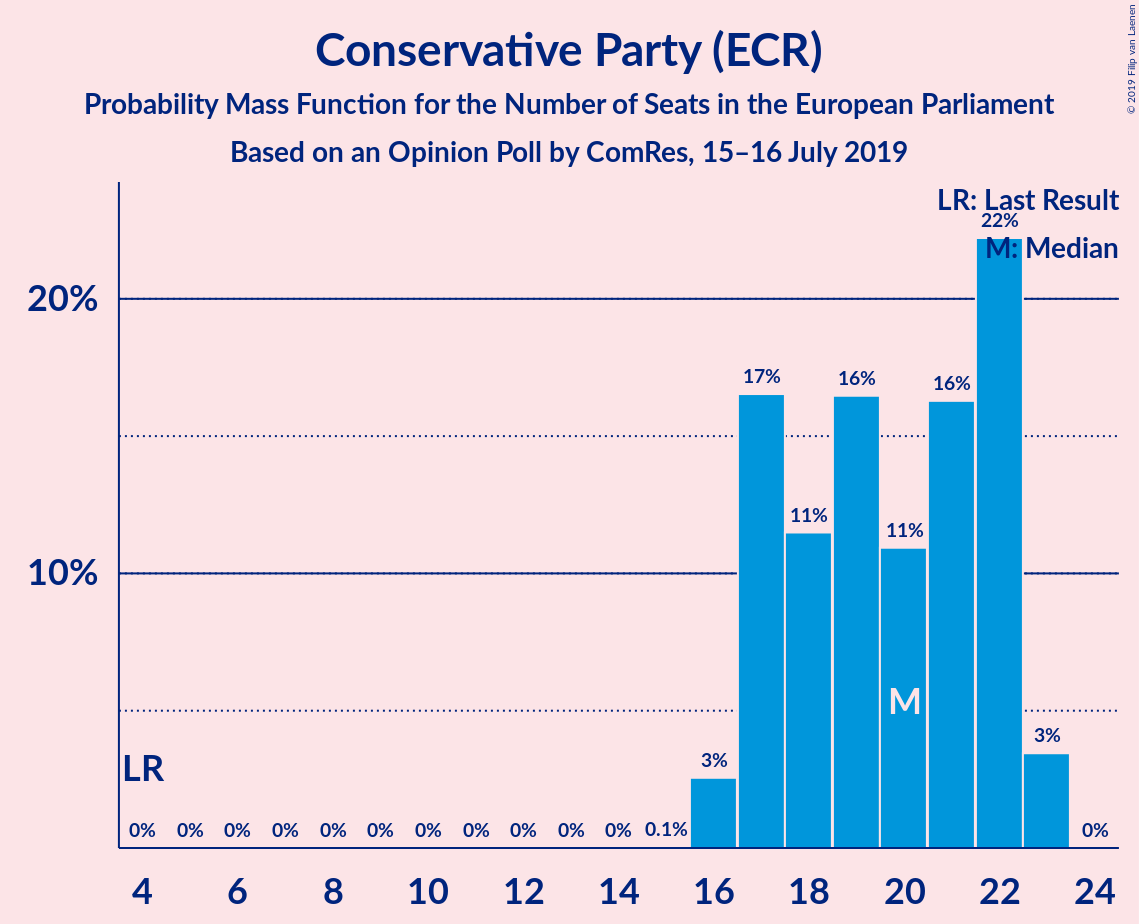 Conservative Party (ECR)
Probability Mass Function for the Number of Seats in the European Parliament
Based on an Opinion Poll by ComRes, 15–16 July 2019
© 2019 Filip van Laenen
LR: Last Result
M: Median
22%
20%
17%
16%
16%
11%
11%
10%
M
LR
3%
3%
0% 0% 0% 0% 0% 0% 0% 0% 0% 0% 0% 0.1% 0%
4 6 8 10 12 14 16 18 20 22 24